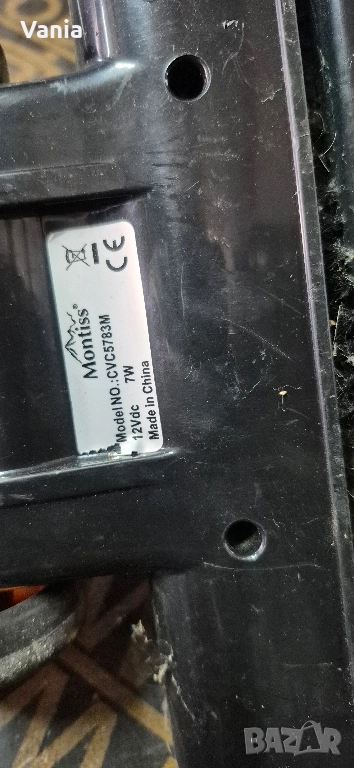 Vania
Montiss®
Model NO.:CVC5783M
7W
12Vdc
Made in China
CE
BAZAR